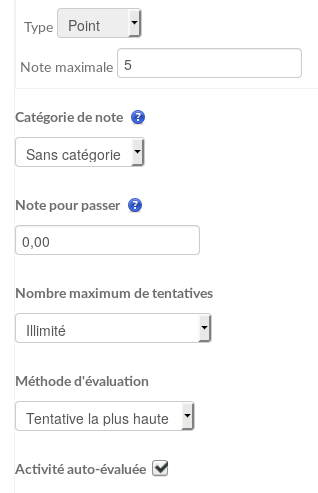 Type Point
Note maximale 5
Catégorie de note ?
Sans catégorie
Note pour passer ?
0,00
Nombre maximum de tentatives
Illimité
Méthode d'évaluation
Tentative la plus haute
Activité auto-évaluée